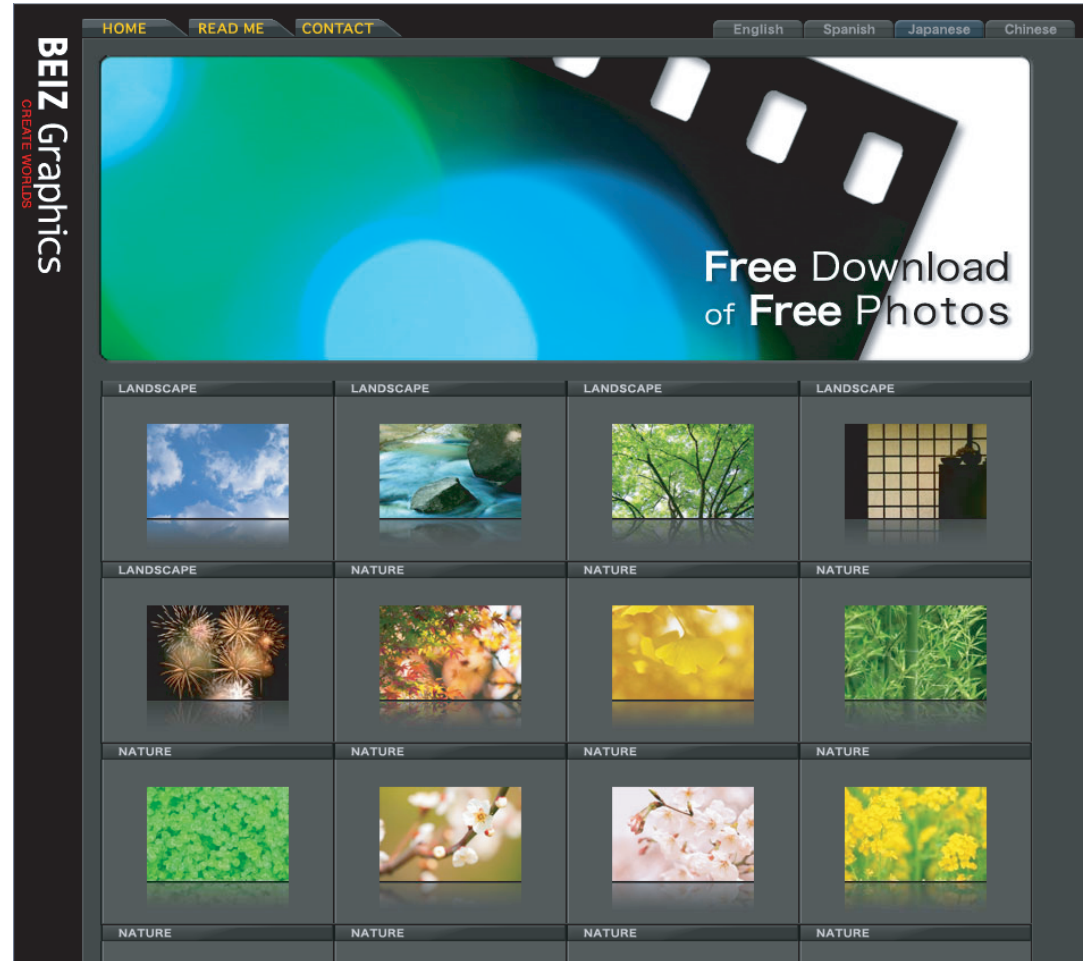 HOME
READ ME
CONTACT
English
Spanish
Japanese
Chinese
BEIZ Graphics
CREATE WORLDS
Free Download
of Free Photos
LANDSCAPE
LANDSCAPE
LANDSCAPE
LANDSCAPE
LANDSCAPE
NATURE
NATURE
NATURE
NATURE
NATURE
NATURE
NATURE
NATURE
NATURE
NATURE
NATURE